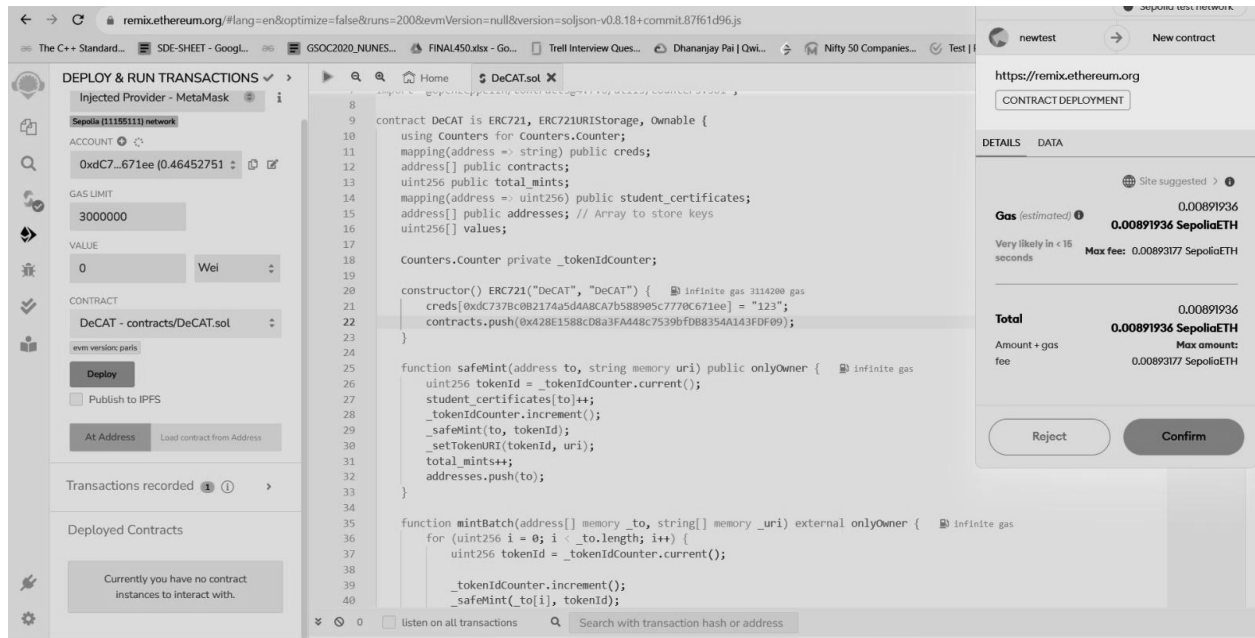 remix.ethereum.org/#lang=en&optimize=false&runs=200&evmVersion=null&version=soljson-v0.8.18+commit.87f61d96.js
The C++ Standard... SDE-SHEET - Googl... GSOC2020_NUNES... FINAL450.xlsx - Go... Trell Interview Ques... Dhananjay Pai | Qwi... Nifty 50 Companies... Test |
DEPLOY & RUN TRANSACTIONS
Injected Provider - MetaMask
Sepolia (11155111) network
ACCOUNT
0xdC7...671ee (0.46452751
GAS LIMIT
3000000
VALUE
0 Wei
CONTRACT
DeCAT - contracts/DeCAT.sol
evm version: paris
Deploy
Publish to IPFS
At Address Load contract from Address
Transactions recorded 1
Deployed Contracts
Currently you have no contract
instances to interact with.
Home DeCAT.sol
8
9 contract DeCAT is ERC721, ERC721URIStorage, Ownable {
10 using Counters for Counters.Counter;
11 mapping(address => string) public creds;
12 address[] public contracts;
13 uint256 public total_mints;
14 mapping(address => uint256) public student_certificates;
15 address[] public addresses; // Array to store keys
16 uint256[] values;
17
18 Counters.Counter private _tokenIdCounter;
19
20 constructor() ERC721("DeCAT", "DeCAT") { infinite gas 3114200 gas
21 creds[0xdC737Bc0B2174a5d4A8CA7b588905c7770C671ee] = "123";
22 contracts.push(0x428E1588cD8a3FA448c7539bfDB8354A143FDF09);
23 }
24
25 function safeMint(address to, string memory uri) public onlyOwner { infinite gas
26 uint256 tokenId = _tokenIdCounter.current();
27 student_certificates[to]++;
28 _tokenIdCounter.increment();
29 _safeMint(to, tokenId);
30 _setTokenURI(tokenId, uri);
31 total_mints++;
32 addresses.push(to);
33 }
34
35 function mintBatch(address[] memory _to, string[] memory _uri) external onlyOwner { infinite gas
36 for (uint256 i = 0; i < _to.length; i++) {
37 uint256 tokenId = _tokenIdCounter.current();
38
39 _tokenIdCounter.increment();
40 _safeMint(_to[i], tokenId);
0 listen on all transactions Search with transaction hash or address
Sepolia test network
newtest New contract
https://remix.ethereum.org
CONTRACT DEPLOYMENT
DETAILS DATA
Site suggested >
0.00891936
Gas (estimated) 0.00891936 SepoliaETH
Very likely in < 15
seconds
Max fee: 0.00893177 SepoliaETH
0.00891936
Total 0.00891936 SepoliaETH
Amount + gas
fee
Max amount:
0.00893177 SepoliaETH
Reject Confirm